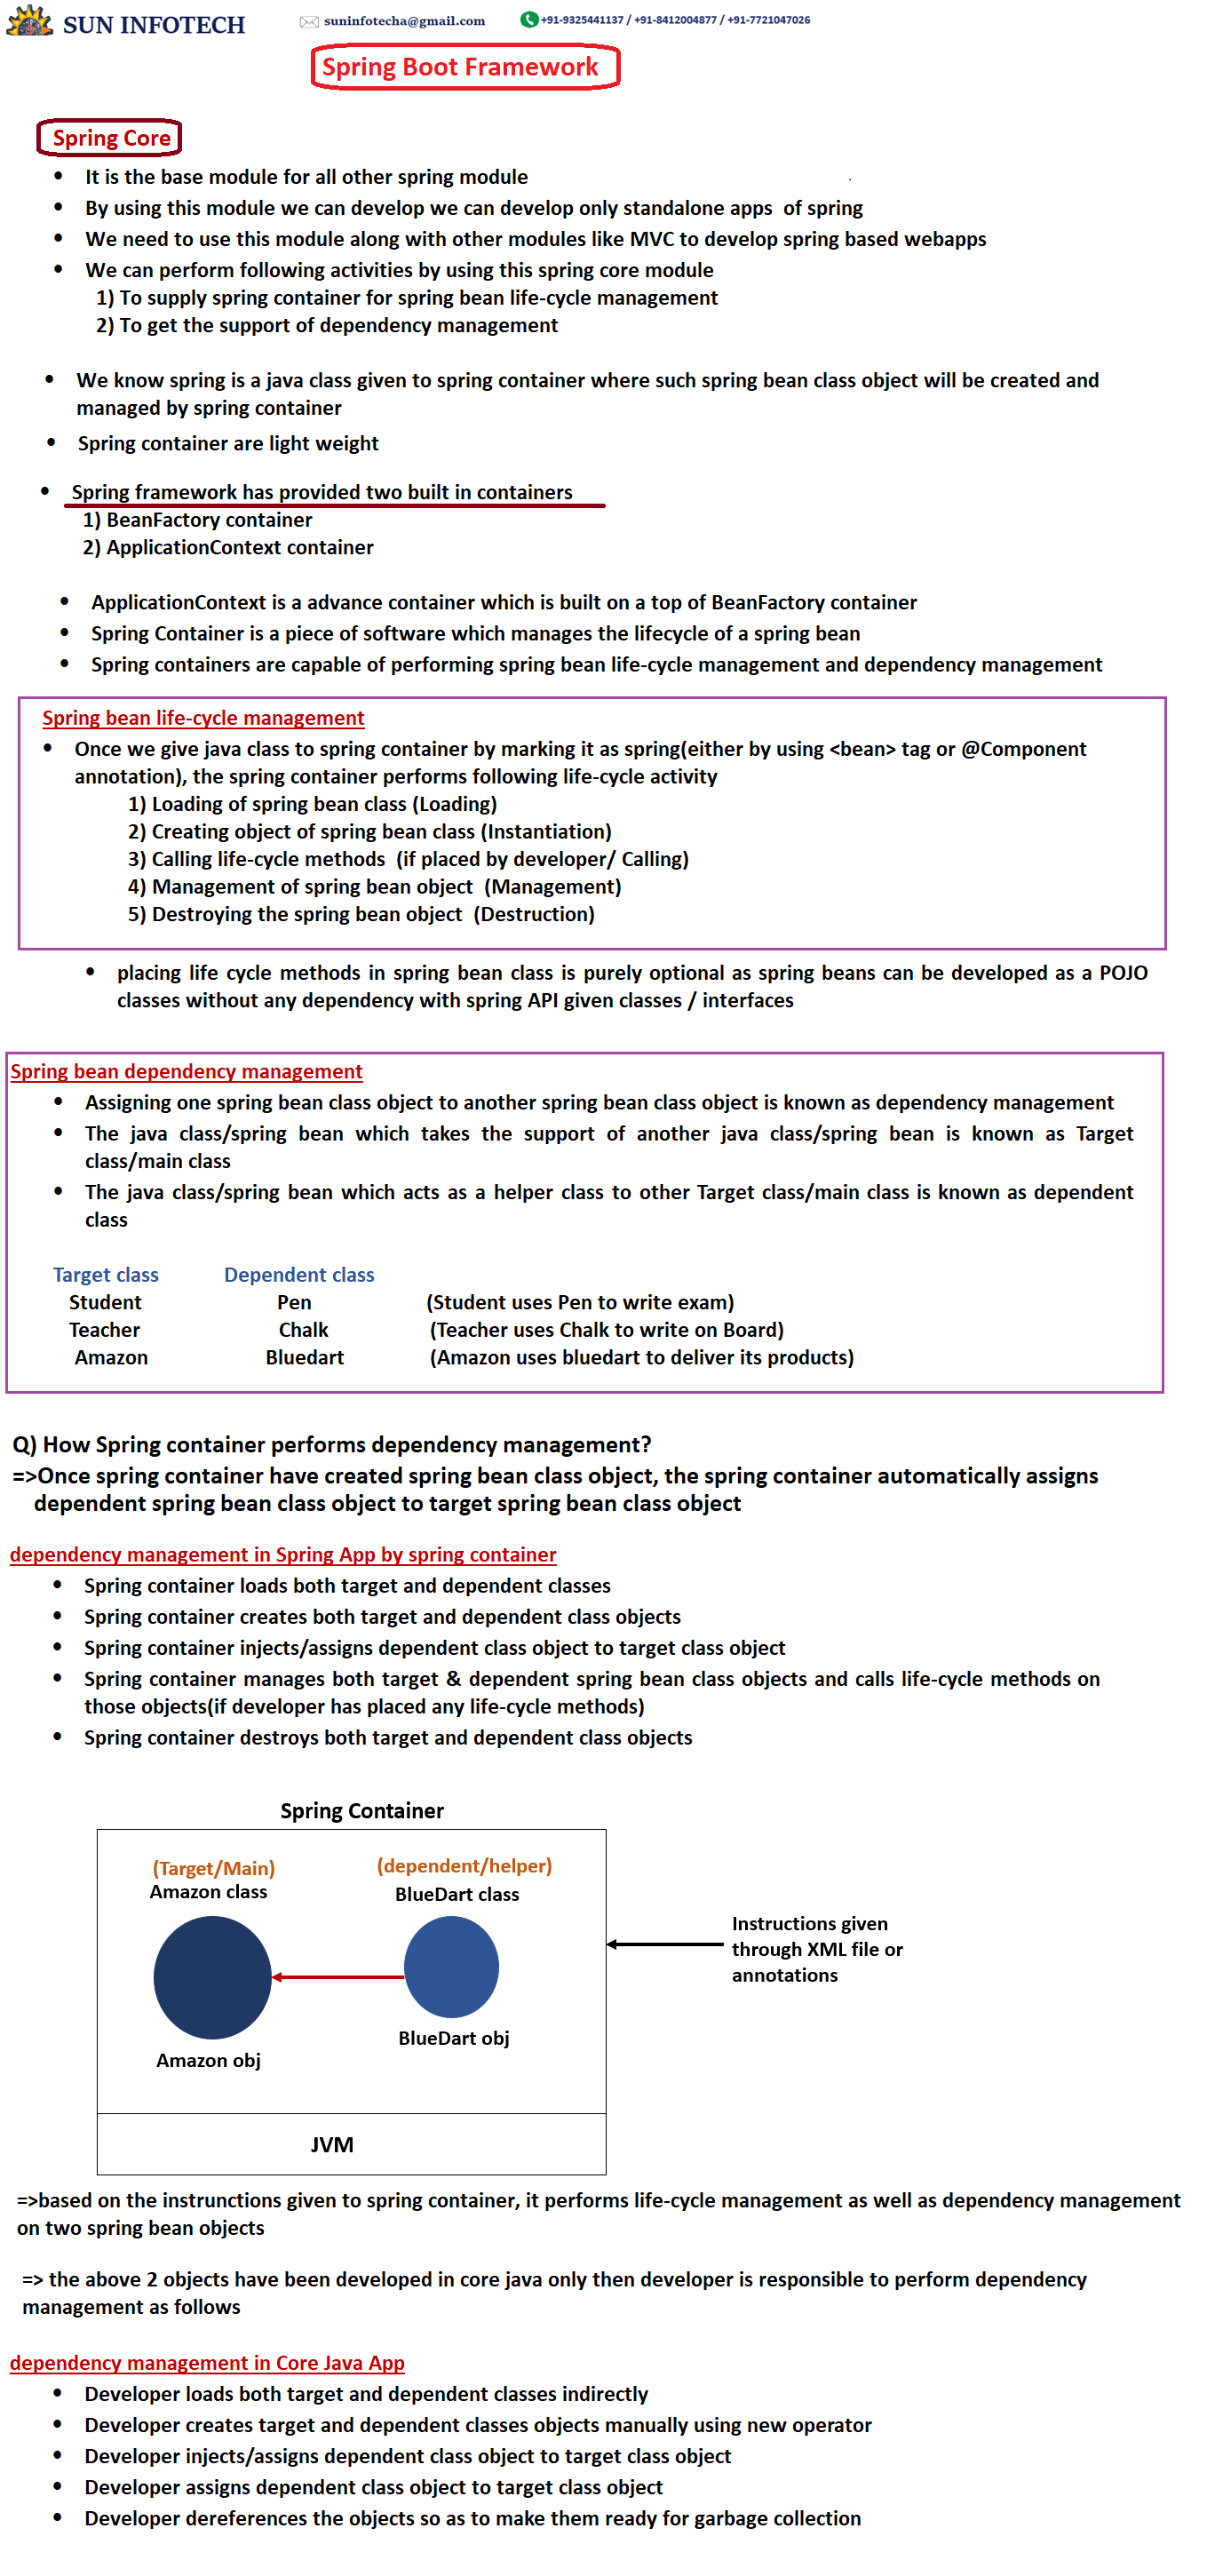 SUN INFOTECH
suninfotecha@gmail.com
+91-9325441137 / +91-8412004877 / +91-7721047026
Spring Boot Framework
Spring Core
• It is the base module for all other spring module
• By using this module we can develop we can develop only standalone apps of spring
• We need to use this module along with other modules like MVC to develop spring based webapps
• We can perform following activities by using this spring core module
1) To supply spring container for spring bean life-cycle management
2) To get the support of dependency management
• We know spring is a java class given to spring container where such spring bean class object will be created and
managed by spring container
• Spring container are light weight
• Spring framework has provided two built in containers
1) BeanFactory container
2) ApplicationContext container
• ApplicationContext is a advance container which is built on a top of BeanFactory container
• Spring Container is a piece of software which manages the lifecycle of a spring bean
• Spring containers are capable of performing spring bean life-cycle management and dependency management
Spring bean life-cycle management
• Once we give java class to spring container by marking it as spring(either by using <bean> tag or @Component
annotation), the spring container performs following life-cycle activity
1) Loading of spring bean class (Loading)
2) Creating object of spring bean class (Instantiation)
3) Calling life-cycle methods (if placed by developer/ Calling)
4) Management of spring bean object (Management)
5) Destroying the spring bean object (Destruction)
• placing life cycle methods in spring bean class is purely optional as spring beans can be developed as a POJO
classes without any dependency with spring API given classes / interfaces
Spring bean dependency management
• Assigning one spring bean class object to another spring bean class object is known as dependency management
• The java class/spring bean which takes the support of another java class/spring bean is known as Target
class/main class
• The java class/spring bean which acts as a helper class to other Target class/main class is known as dependent
class
Target class Dependent class
Student Pen (Student uses Pen to write exam)
Teacher Chalk (Teacher uses Chalk to write on Board)
Amazon Bluedart (Amazon uses bluedart to deliver its products)
Q) How Spring container performs dependency management?
=>Once spring container have created spring bean class object, the spring container automatically assigns
dependent spring bean class object to target spring bean class object
dependency management in Spring App by spring container
• Spring container loads both target and dependent classes
• Spring container creates both target and dependent class objects
• Spring container injects/assigns dependent class object to target class object
• Spring container manages both target & dependent spring bean class objects and calls life-cycle methods on
those objects(if developer has placed any life-cycle methods)
• Spring container destroys both target and dependent class objects
Spring Container
(Target/Main) (dependent/helper)
Amazon class BlueDart class
Instructions given
through XML file or
annotations
BlueDart obj
Amazon obj
JVM
=>based on the instrunctions given to spring container, it performs life-cycle management as well as dependency management
on two spring bean objects
=> the above 2 objects have been developed in core java only then developer is responsible to perform dependency
management as follows
dependency management in Core Java App
• Developer loads both target and dependent classes indirectly
• Developer creates target and dependent classes objects manually using new operator
• Developer injects/assigns dependent class object to target class object
• Developer assigns dependent class object to target class object
• Developer dereferences the objects so as to make them ready for garbage collection